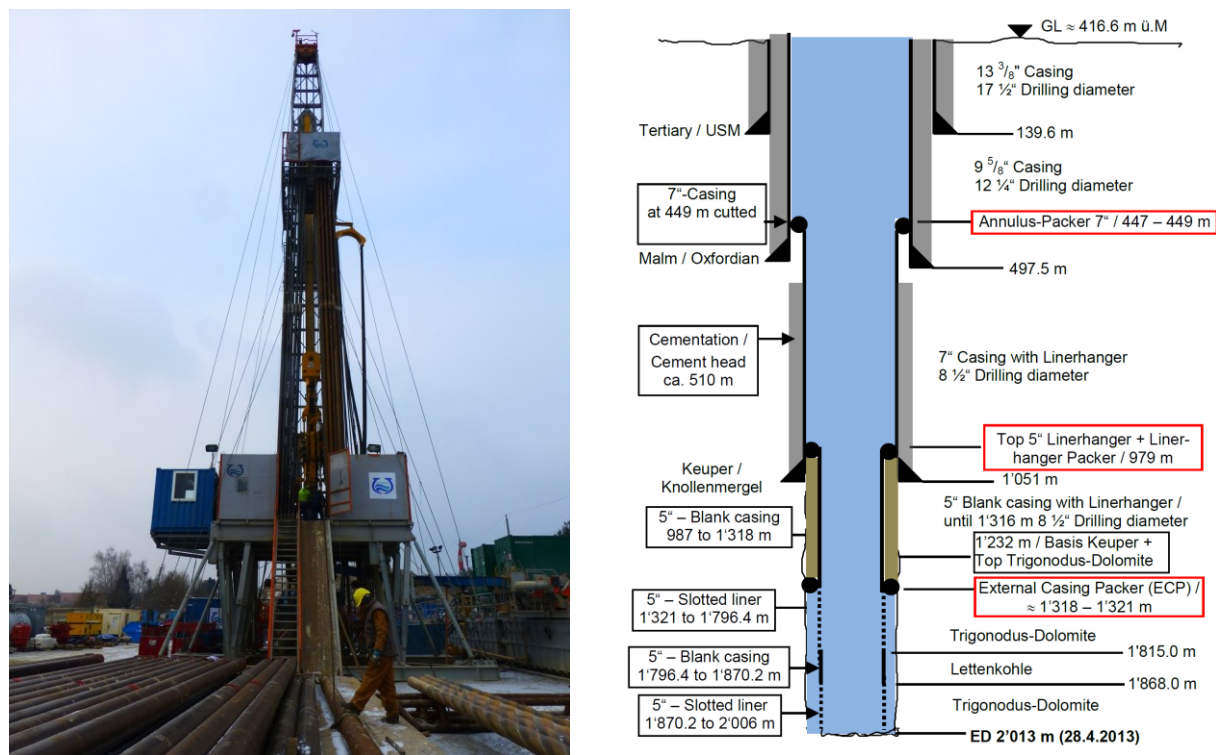 GL ≈ 416.6 m ü.M
13 3/8" Casing
17 ½“ Drilling diameter
Tertiary / USM
139.6 m
9 5/8“ Casing
12 ¼“ Drilling diameter
7“-Casing
at 449 m cutted
Annulus-Packer 7“ / 447 – 449 m
Malm / Oxfordian
497.5 m
Cementation /
Cement head
ca. 510 m
7“ Casing with Linerhanger
8 ½“ Drilling diameter
Top 5“ Linerhanger + Liner-
hanger Packer / 979 m
Keuper /
Knollenmergel
1’051 m
5“ – Blank casing
987 to 1‘318 m
5“ Blank casing with Linerhanger /
until 1‘316 m 8 ½“ Drilling diameter
1’232 m / Basis Keuper +
Top Trigonodus-Dolomite
External Casing Packer (ECP) /
≈ 1’318 – 1’321 m
5“ – Slotted liner
1‘321 to 1’796.4 m
Trigonodus-Dolomite
1’815.0 m
5“ – Blank casing
1’796.4 to 1’870.2 m
Lettenkohle
1’868.0 m
5“ – Slotted liner
1‘870.2 to 2’006 m
Trigonodus-Dolomite
ED 2’013 m (28.4.2013)